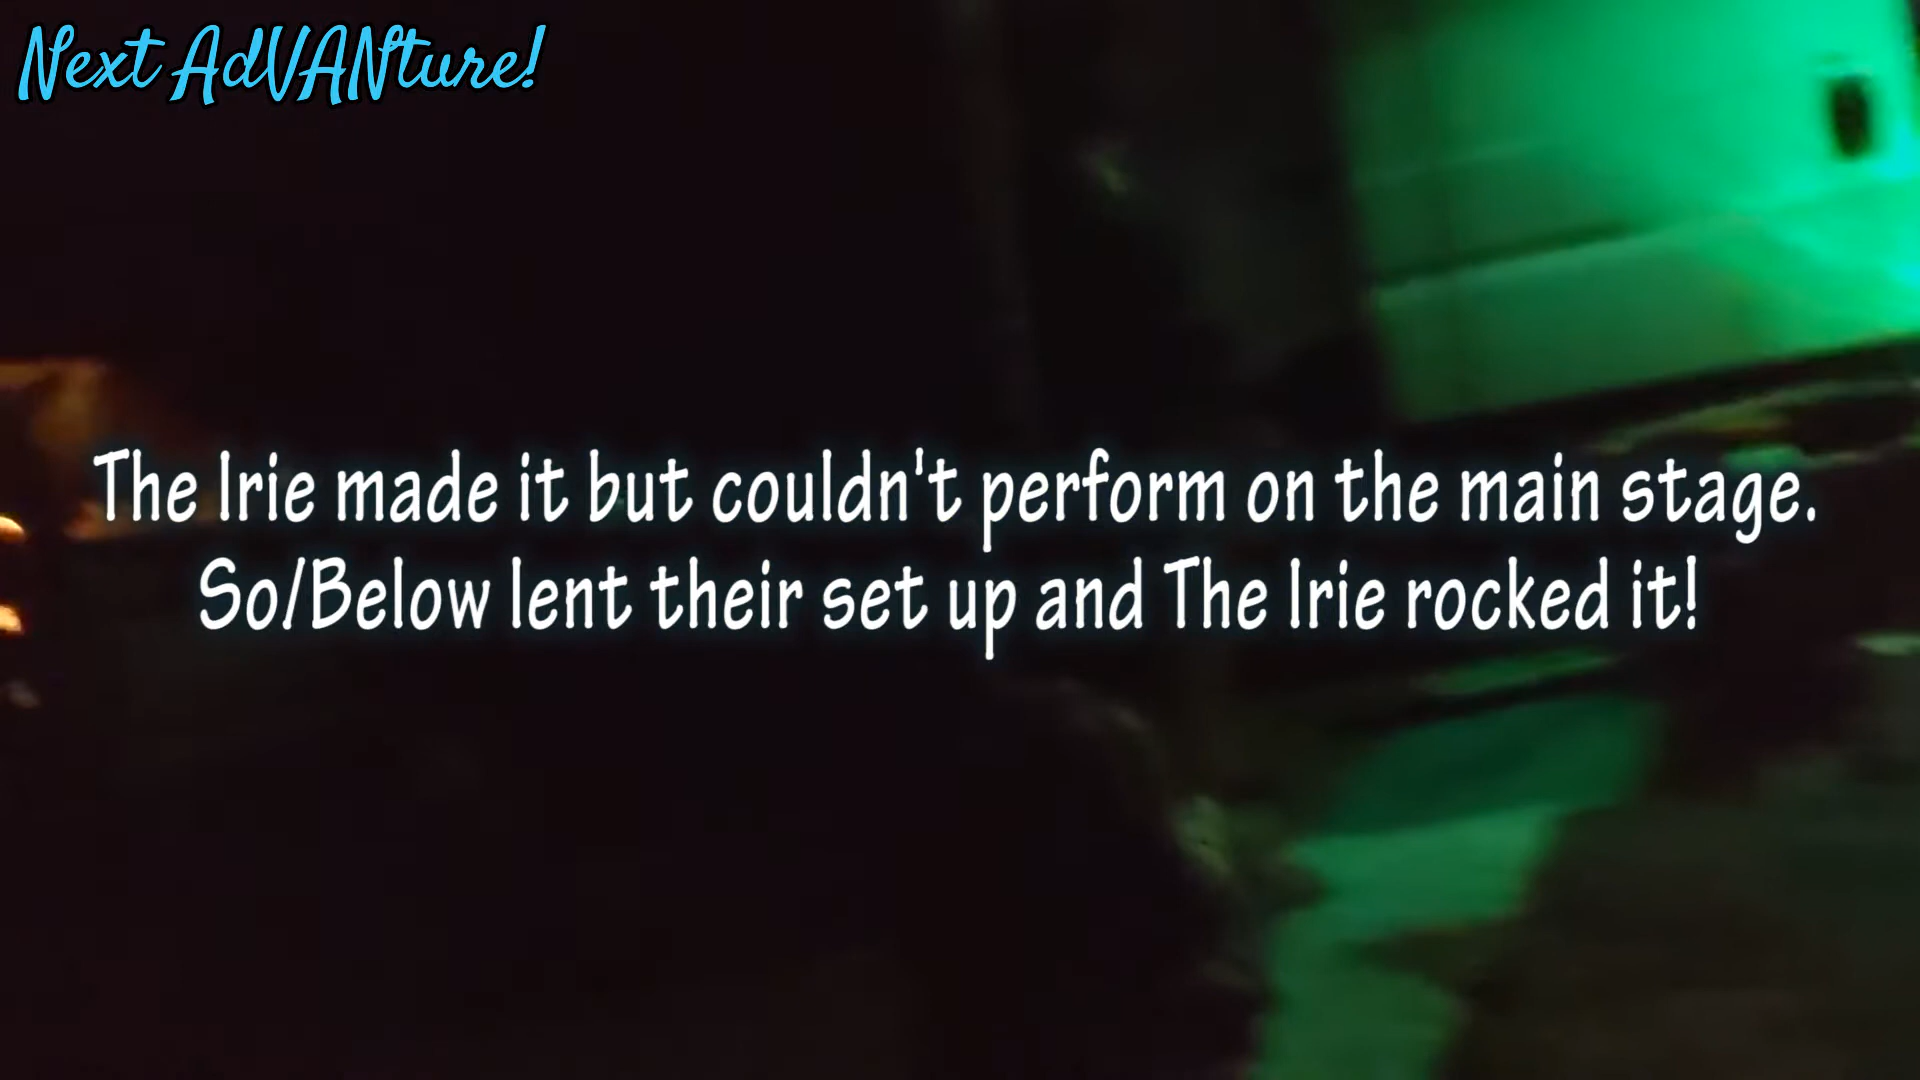 Next AdVANture!
The Irie made it but couldn't perform on the main stage.
So/Below lent their set up and The Irie rocked it!